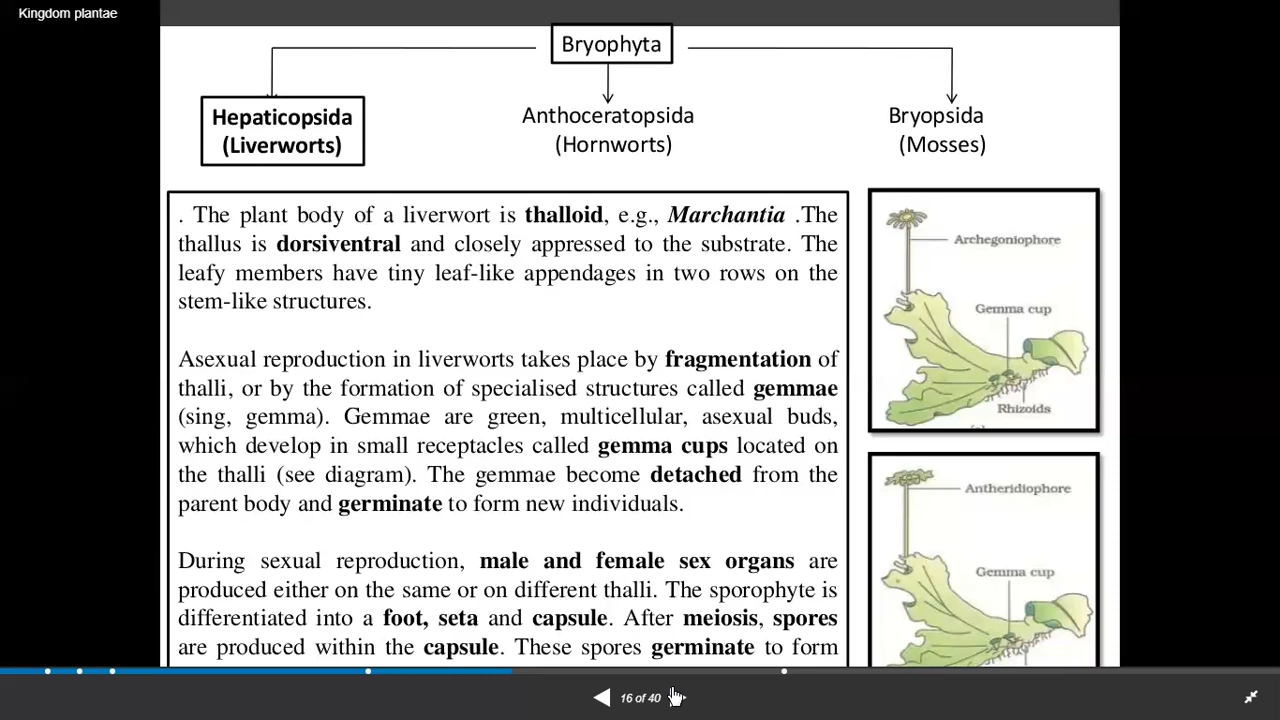 Kingdom plantae
Bryophyta
Hepaticopsida
(Liverworts)
Anthoceratopsida
(Hornworts)
Bryopsida
(Mosses)
. The plant body of a liverwort is thalloid, e.g., Marchantia .The
thallus is dorsiventral and closely appressed to the substrate. The
leafy members have tiny leaf-like appendages in two rows on the
stem-like structures.
Asexual reproduction in liverworts takes place by fragmentation of
thalli, or by the formation of specialised structures called gemmae
(sing, gemma). Gemmae are green, multicellular, asexual buds,
which develop in small receptacles called gemma cups located on
the thalli (see diagram). The gemmae become detached from the
parent body and germinate to form new individuals.
During sexual reproduction, male and female sex organs are
produced either on the same or on different thalli. The sporophyte is
differentiated into a foot, seta and capsule. After meiosis, spores
are produced within the capsule. These spores germinate to form
Archegoniophore
Gemma cup
Rhizoids
Antheridiophore
Gemma cup
16 of 40